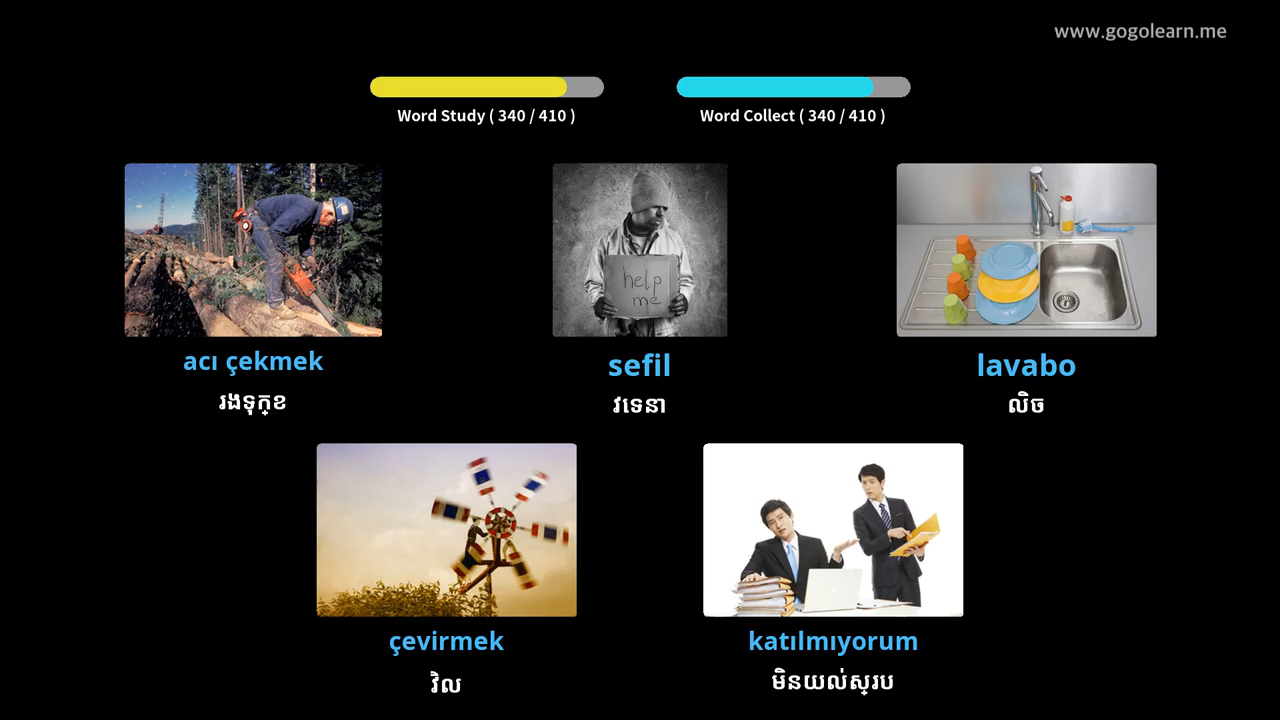 www.gogolearn.me
Word Study ( 340 / 410 )
Word Collect ( 340 / 410 )
help
me
acı çekmek
រងទុក្ខ
sefil
វេទនា
lavabo
លិច
çevirmek
វិល
katılmıyorum
មិនយល់ស្រប